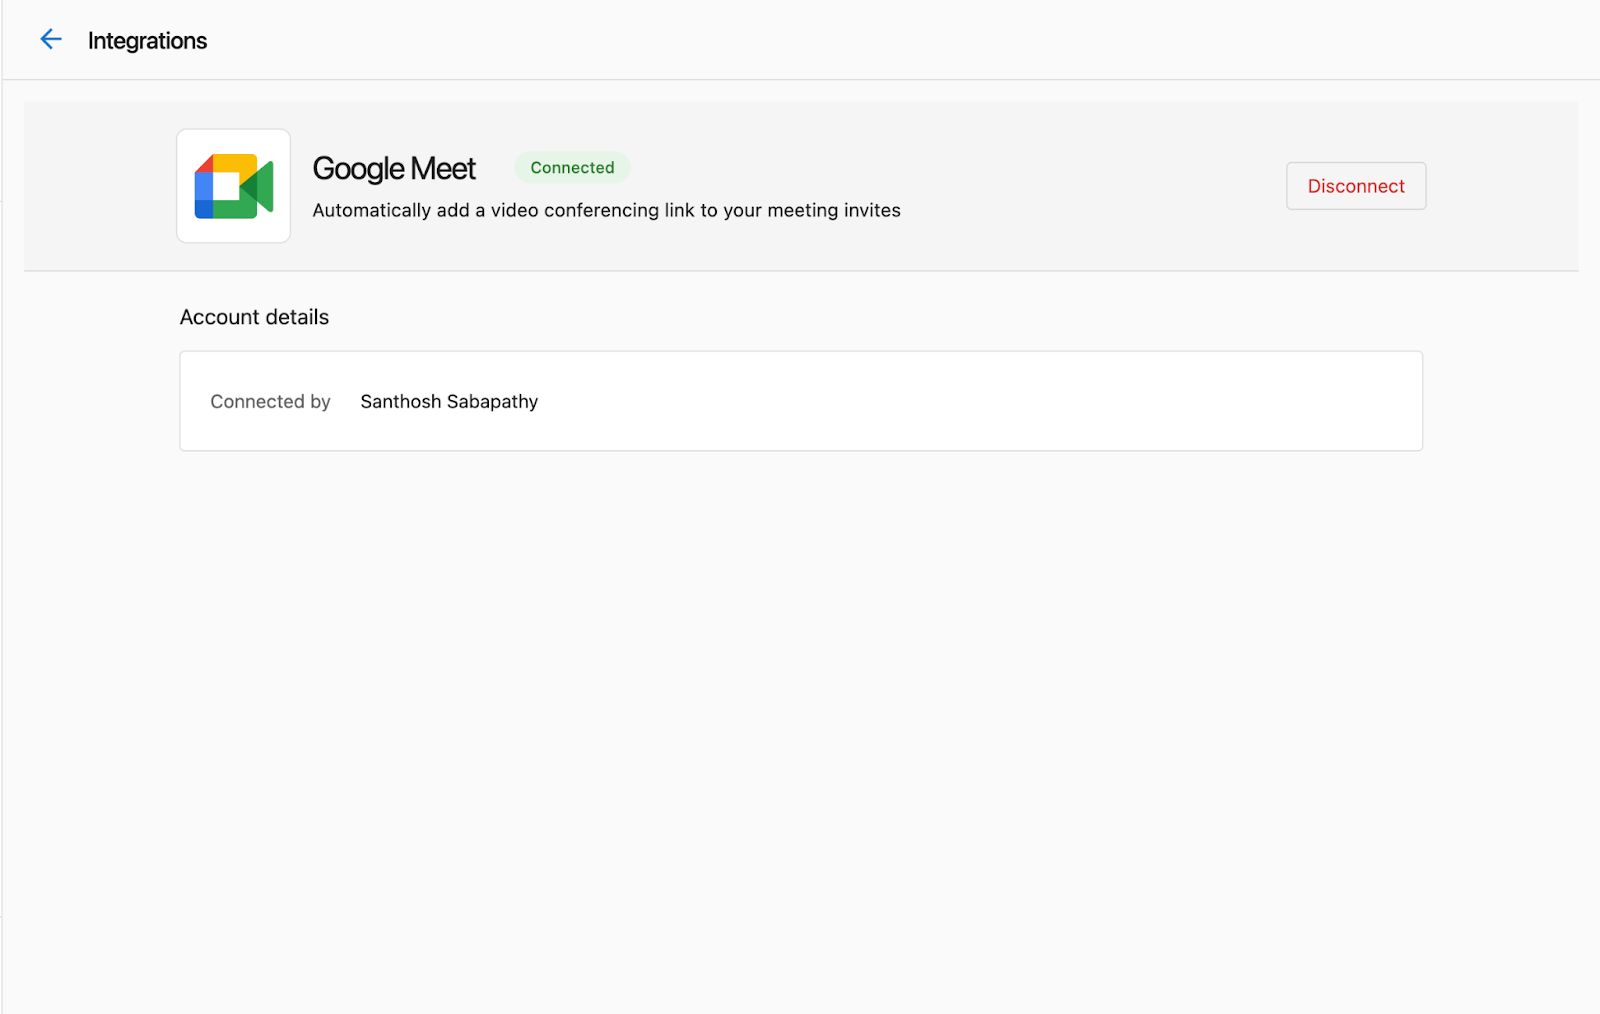 Integrations
Google Meet
Connected
Automatically add a video conferencing link to your meeting invites
Disconnect
Account details
Connected by Santhosh Sabapathy